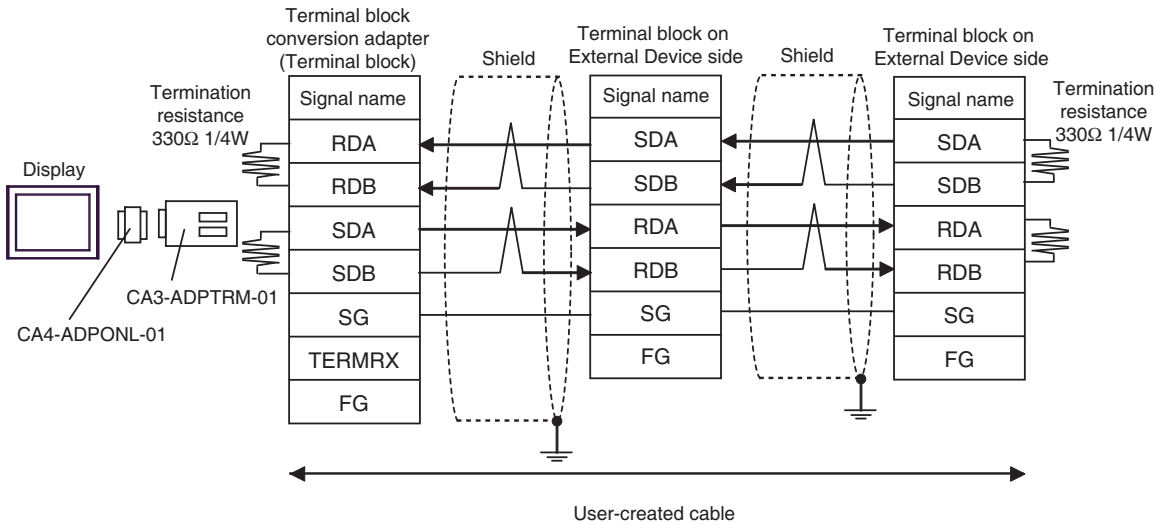 Terminal block
conversion adapter
(Terminal block)
Shield
Terminal block on
External Device side
Shield
Terminal block on
External Device side
Termination
resistance
330Ω 1/4W
Termination
resistance
330Ω 1/4W
Display
CA3-ADPTRM-01
CA4-ADPONL-01
Signal name
RDA
RDB
SDA
SDB
SG
TERMRX
FG
Signal name
SDA
SDB
RDA
RDB
SG
FG
Signal name
SDA
SDB
RDA
RDB
SG
FG
User-created cable